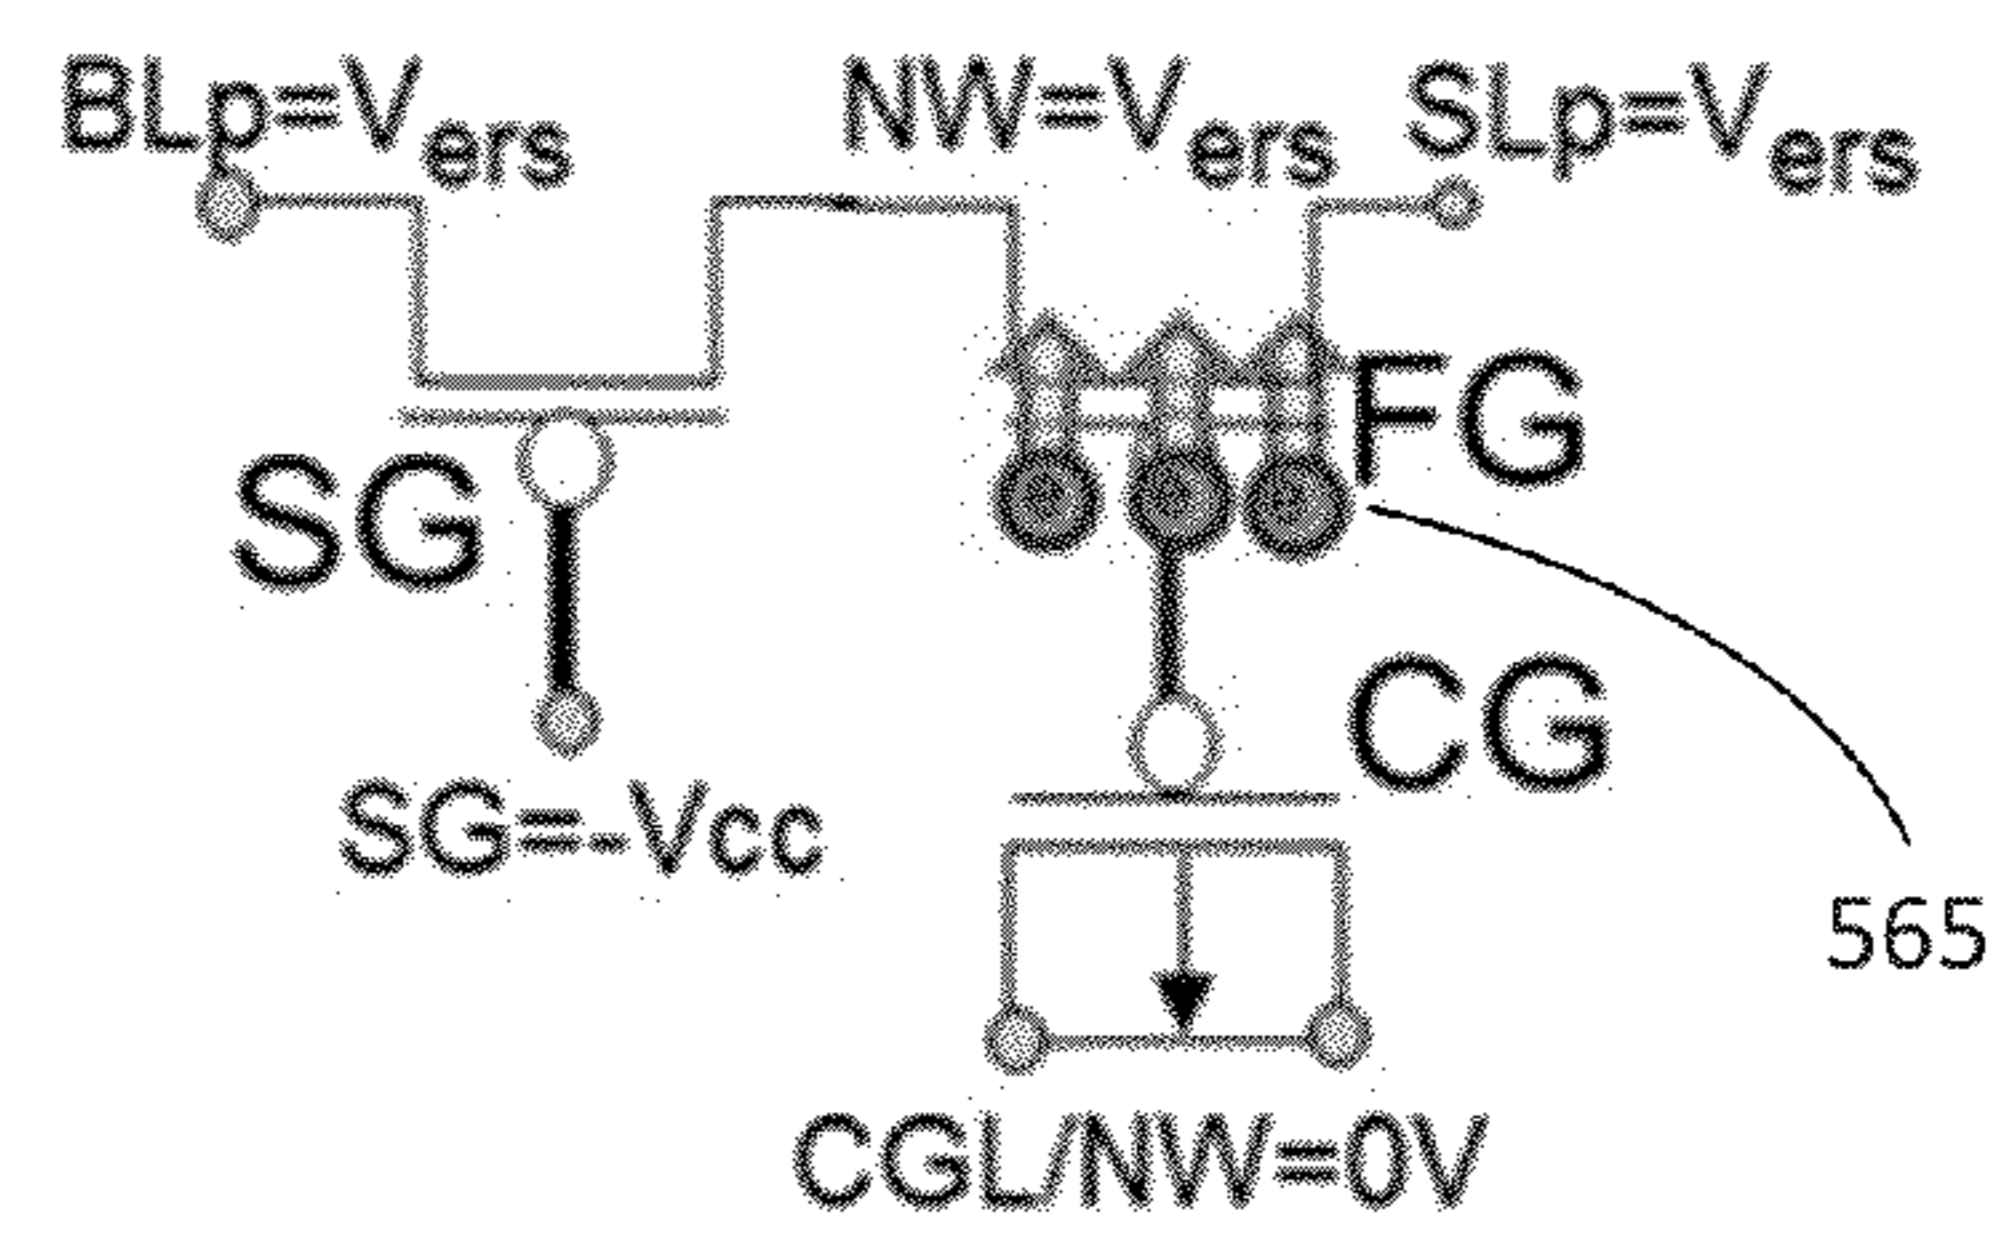 BLp=Vers
NW=Vers
SLp=Vers
FG
SG
CG
SG=-Vcc
565
CGL/NW=0V